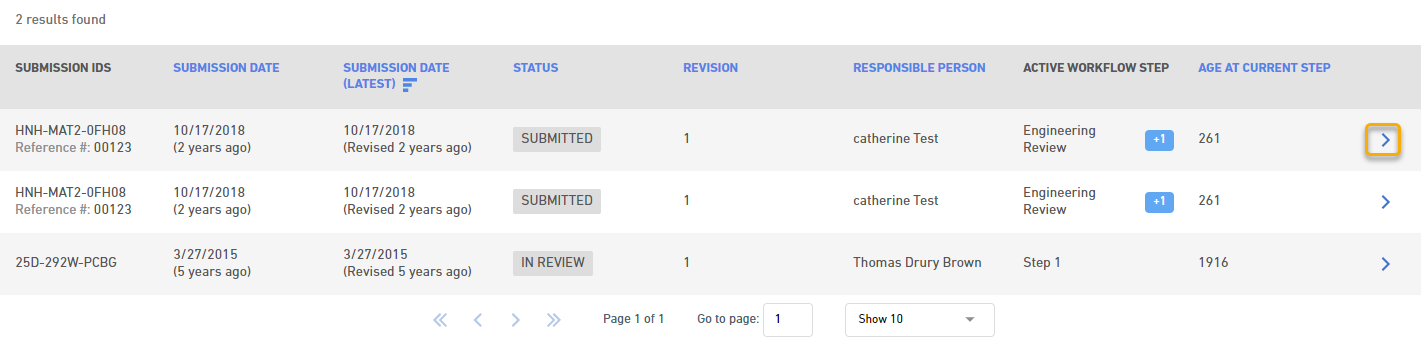 2 results found
SUBMISSION IDS SUBMISSION DATE SUBMISSION DATE (LATEST) STATUS REVISION RESPONSIBLE PERSON ACTIVE WORKFLOW STEP AGE AT CURRENT STEP
HNH-MAT2-0FH08 10/17/2018 10/17/2018 SUBMITTED 1 catherine Test Engineering Review +1 261
Reference #: 00123 (2 years ago) (Revised 2 years ago)
HNH-MAT2-0FH08 10/17/2018 10/17/2018 SUBMITTED 1 catherine Test Engineering Review +1 261
Reference #: 00123 (2 years ago) (Revised 2 years ago)
25D-292W-PCBG 3/27/2015 3/27/2015 IN REVIEW 1 Thomas Drury Brown Step 1 1916
(5 years ago) (Revised 5 years ago)
Page 1 of 1 Go to page: 1 Show 10